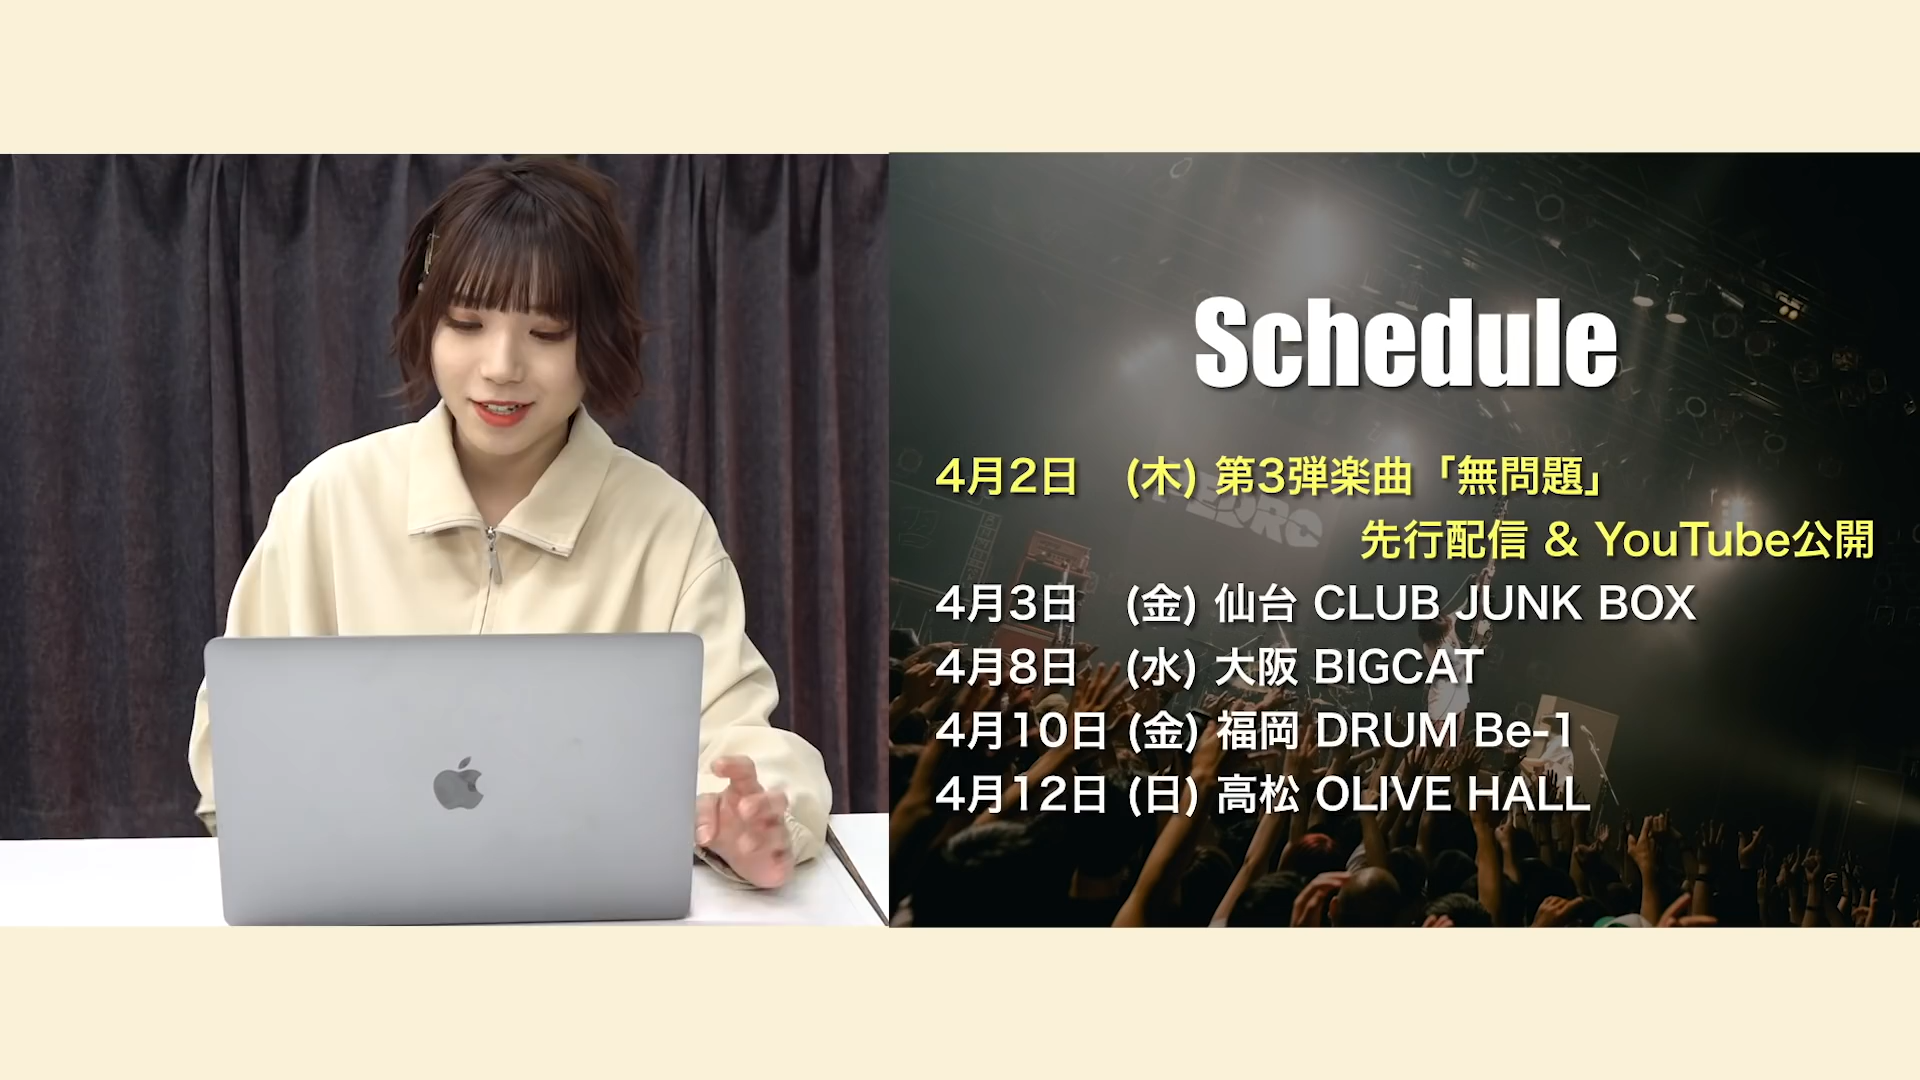 Schedule
4月2日 (木) 第3弾楽曲「無問題」
先行配信 & YouTube公開
4月3日 (金) 仙台 CLUB JUNK BOX
4月8日 (水) 大阪 BIGCAT
4月10日 (金) 福岡 DRUM Be-1
4月12日 (日) 高松 OLIVE HALL